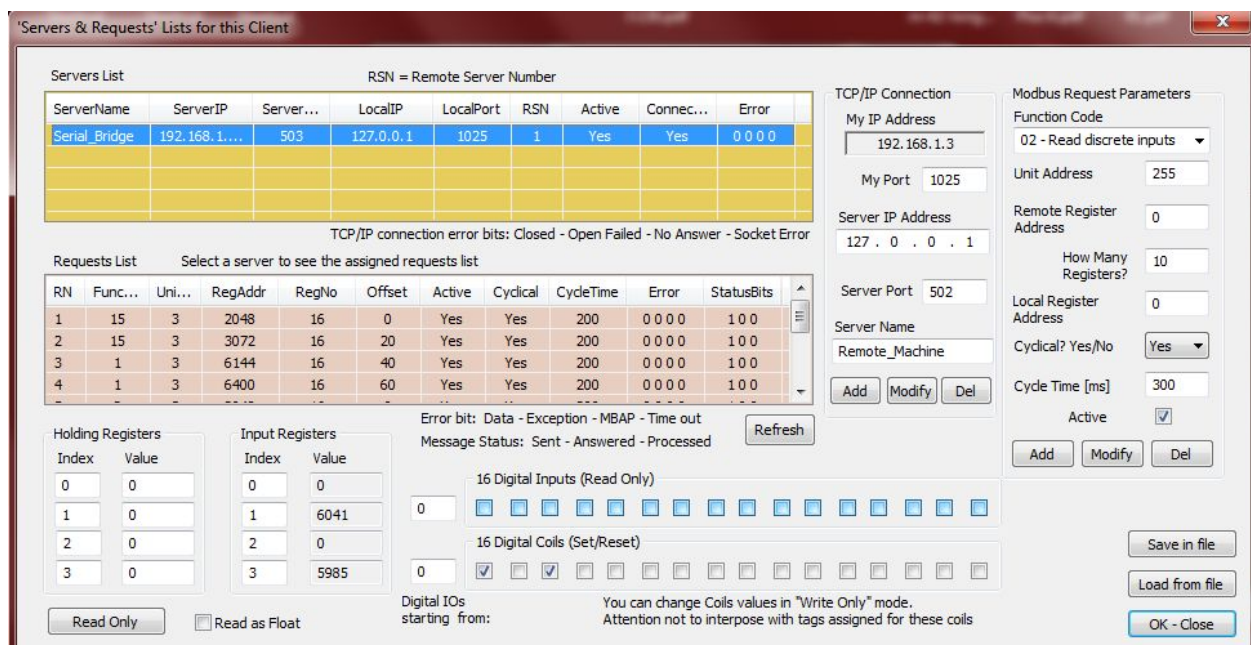 'Servers & Requests' Lists for this Client
Servers List
RSN = Remote Server Number
ServerName ServerIP Server... LocalIP LocalPort RSN Active Connec... Error
Serial_Bridge 192.168.1.... 503 127.0.0.1 1025 1 Yes Yes 0 0 0 0
TCP/IP connection error bits: Closed - Open Failed - No Answer - Socket Error
Requests List
Select a server to see the assigned requests list
RN Func... Uni... RegAddr RegNo Offset Active Cyclical CycleTime Error StatusBits
1 15 3 2048 16 0 Yes Yes 200 0 0 0 0 1 0 0
2 15 3 3072 16 20 Yes Yes 200 0 0 0 0 1 0 0
3 1 3 6144 16 40 Yes Yes 200 0 0 0 0 1 0 0
4 1 3 6400 16 60 Yes Yes 200 0 0 0 0 1 0 0
Error bit: Data - Exception - MBAP - Time out
Message Status: Sent - Answered - Processed
Refresh
TCP/IP Connection
My IP Address
192.168.1.3
My Port 1025
Server IP Address
127 . 0 . 0 . 1
Server Port 502
Server Name
Remote_Machine
Add Modify Del
Modbus Request Parameters
Function Code
02 - Read discrete inputs
Unit Address 255
Remote Register
Address
0
How Many
Registers?
10
Local Register
Address
0
Cyclical? Yes/No Yes
Cycle Time [ms] 300
Active
Add Modify Del
Holding Registers
Index Value
0 0
1 0
2 0
3 0
Input Registers
Index Value
0 0
1 6041
2 0
3 5985
16 Digital Inputs (Read Only)
0
16 Digital Coils (Set/Reset)
0
Digital IOs
starting from:
You can change Coils values in "Write Only" mode.
Attention not to interpose with tags assigned for these coils
Read Only
Read as Float
Save in file
Load from file
OK - Close